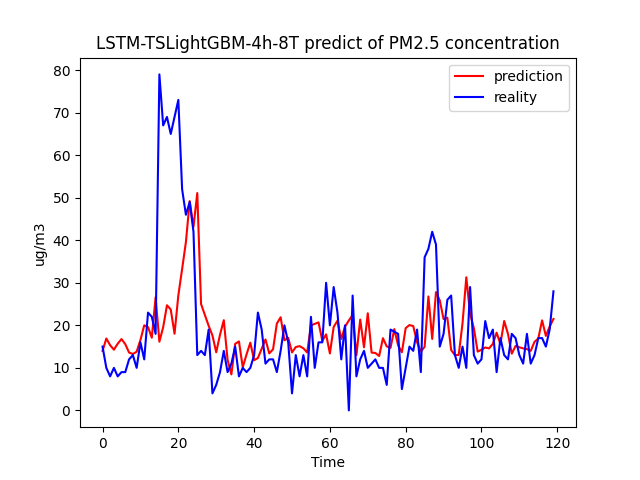 LSTM-TSLightGBM-4h-8T predict of PM2.5 concentration
prediction
reality
ug/m3
80
70
60
50
40
30
20
10
0
0 20 40 60 80 100 120
Time